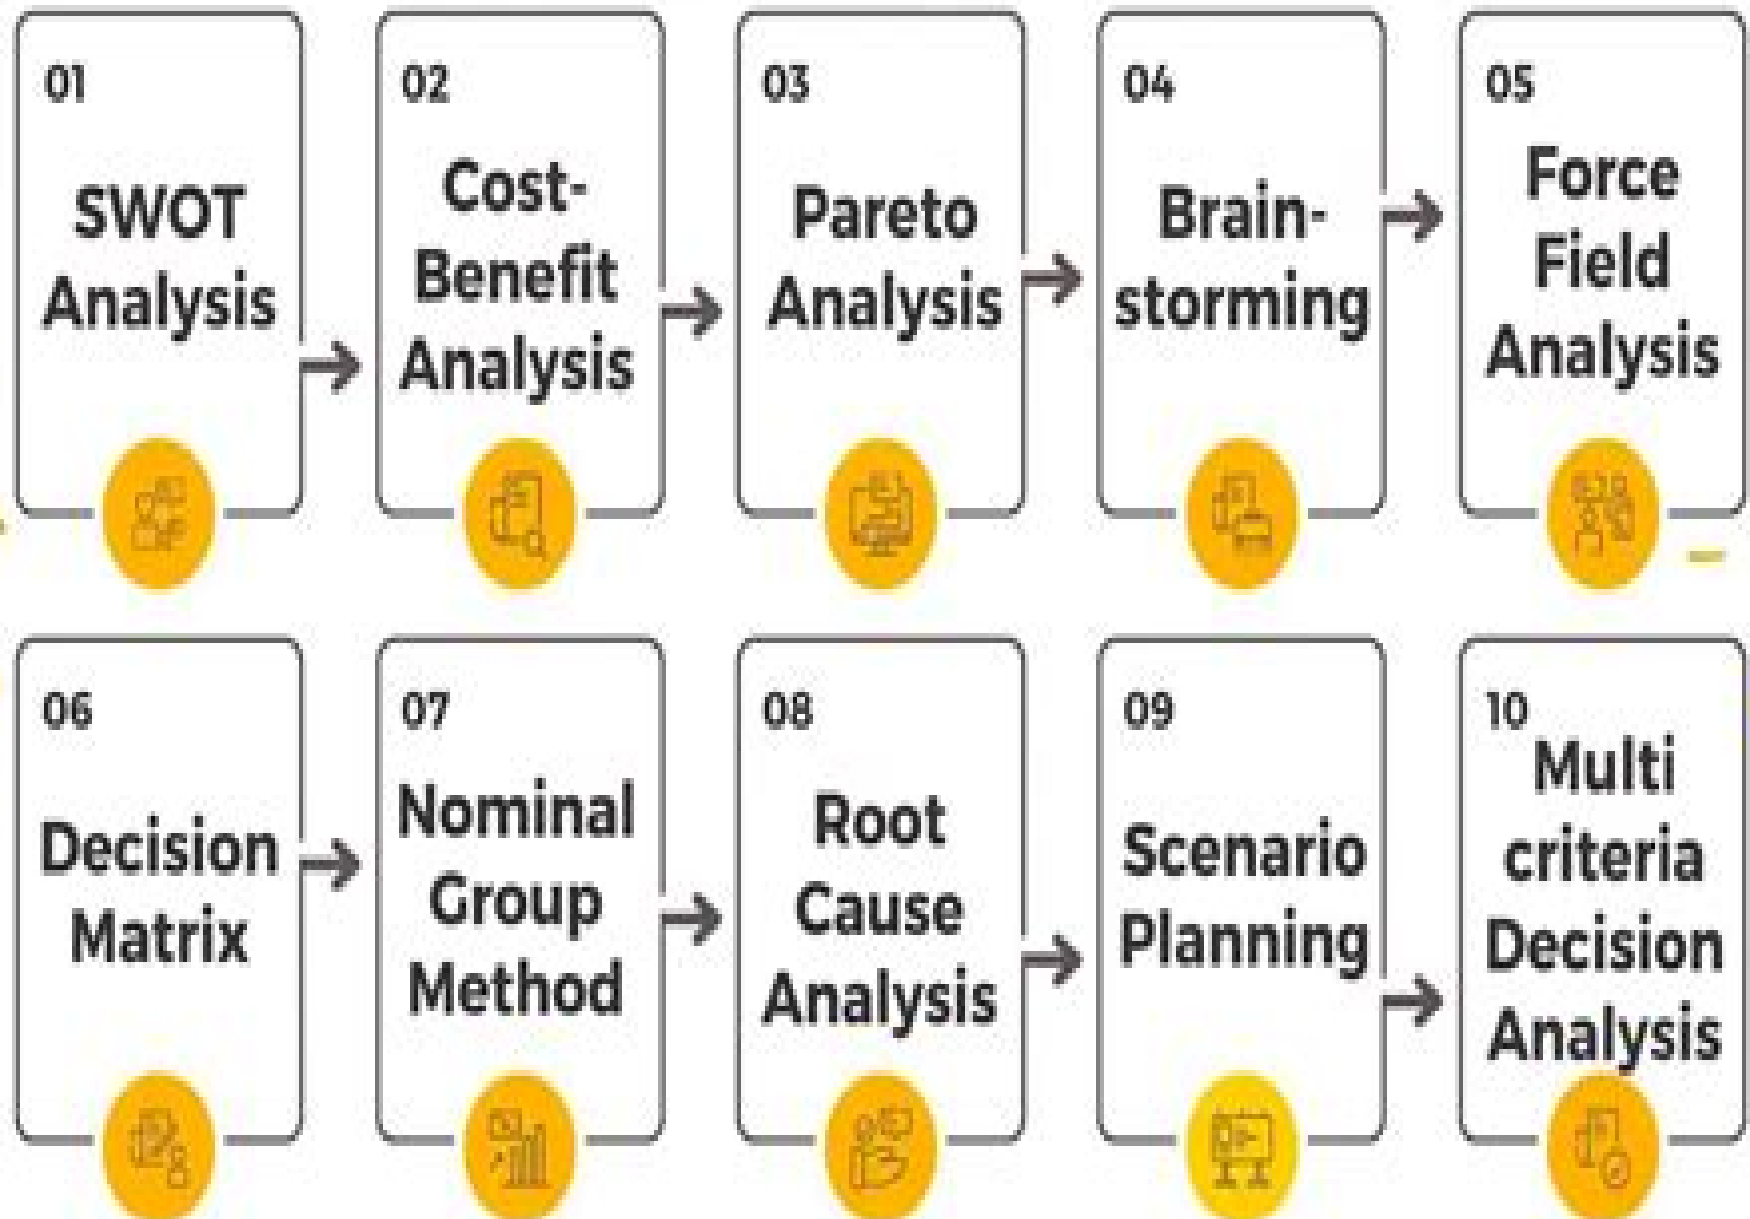 01
SWOT
Analysis
02
Cost-
Benefit
Analysis
03
Pareto
Analysis
04
Brain-
storming
05
Force
Field
Analysis
06
Decision
Matrix
07
Nominal
Group
Method
08
Root
Cause
Analysis
09
Scenario
Planning
10
Multi
criteria
Decision
Analysis